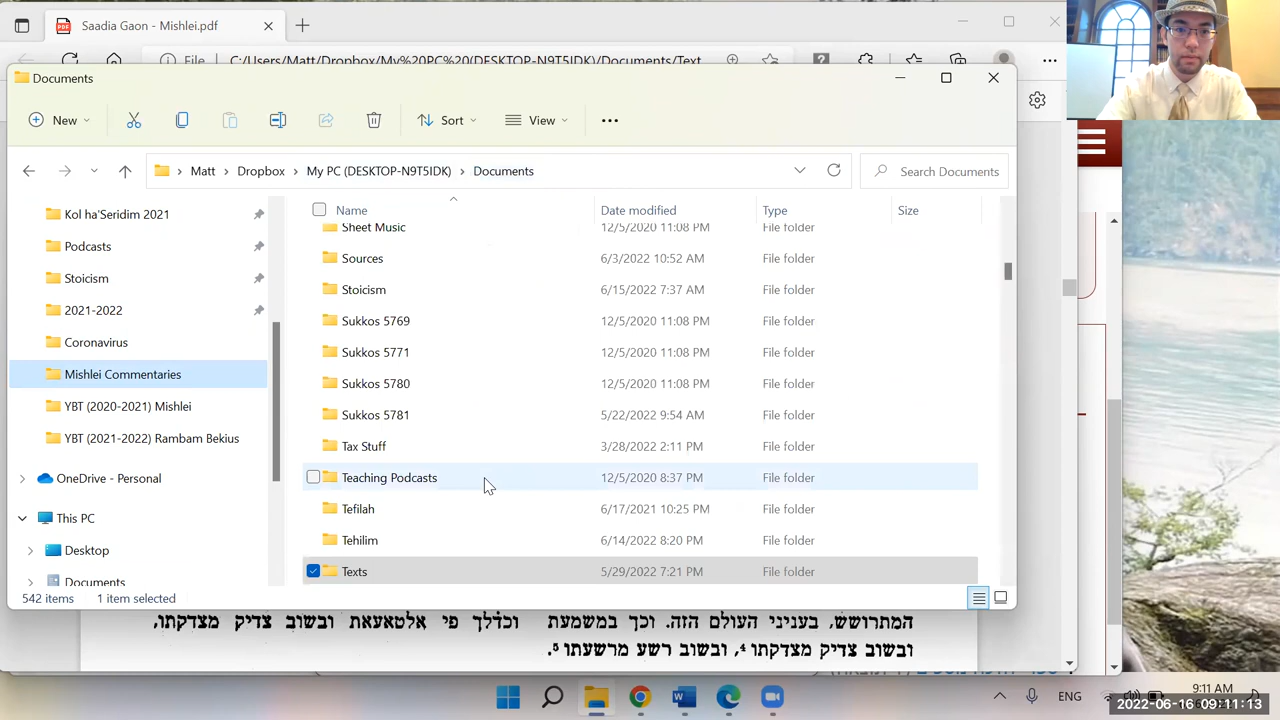 Saadia Gaon - Mishlei.pdf
File
C:/Users/Matt/Dropbox/My%20PC%20(DESKTOP-N9T5IDK)/Documents/Text
Documents
New
Sort
View
Matt
Dropbox
My PC (DESKTOP-N9T5IDK)
Documents
Search Documents
Name
Date modified
Type
Size
Kol ha'Seridim 2021
Podcasts
Stoicism
2021-2022
Coronavirus
Mishlei Commentaries
YBT (2020-2021) Mishlei
YBT (2021-2022) Rambam Bekius
OneDrive - Personal
This PC
Desktop
Documents
Sheet Music 12/5/2020 11:08 PM File folder
Sources 6/3/2022 10:52 AM File folder
Stoicism 6/15/2022 7:37 AM File folder
Sukkos 5769 12/5/2020 11:08 PM File folder
Sukkos 5771 12/5/2020 11:08 PM File folder
Sukkos 5780 12/5/2020 11:08 PM File folder
Sukkos 5781 5/22/2022 9:54 AM File folder
Tax Stuff 3/28/2022 2:11 PM File folder
Teaching Podcasts 12/5/2020 8:37 PM File folder
Tefilah 6/17/2021 10:25 PM File folder
Tehilim 6/14/2022 8:20 PM File folder
Texts 5/29/2022 7:21 PM File folder
542 items
1 item selected
המתרושש, בעניני העולם הזה. וכך במשמעת
ובשוב צדיק מצדקתו⁴, ובשוב רשע מרשעתו⁵.
וכדלך פי אלטאעאת ובשוב צדיק מצדקתו,
ENG
9:11 AM
2022-06-16 09:11:13